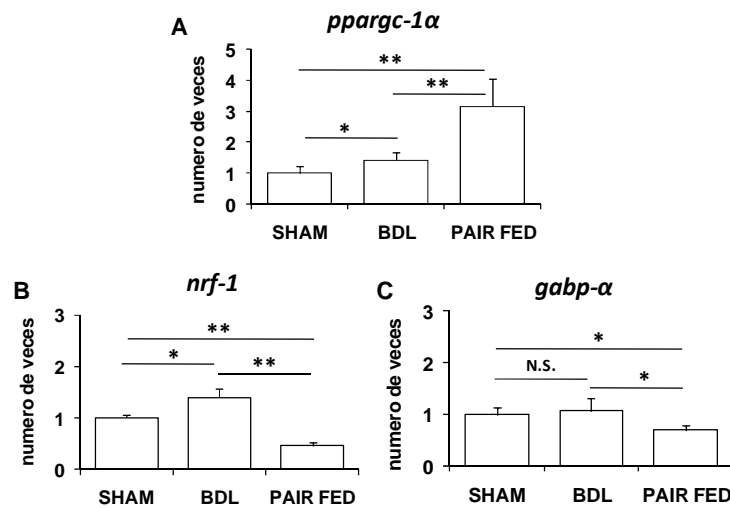 A
ppargc-1α
numero de veces
5
4
3
2
1
0
**
**
*
SHAM BDL PAIR FED
B
nrf-1
numero de veces
3
2
1
0
**
*
**
SHAM BDL PAIR FED
C
gabp-α
numero de veces
3
2
1
0
*
N.S.
*
SHAM BDL PAIR FED